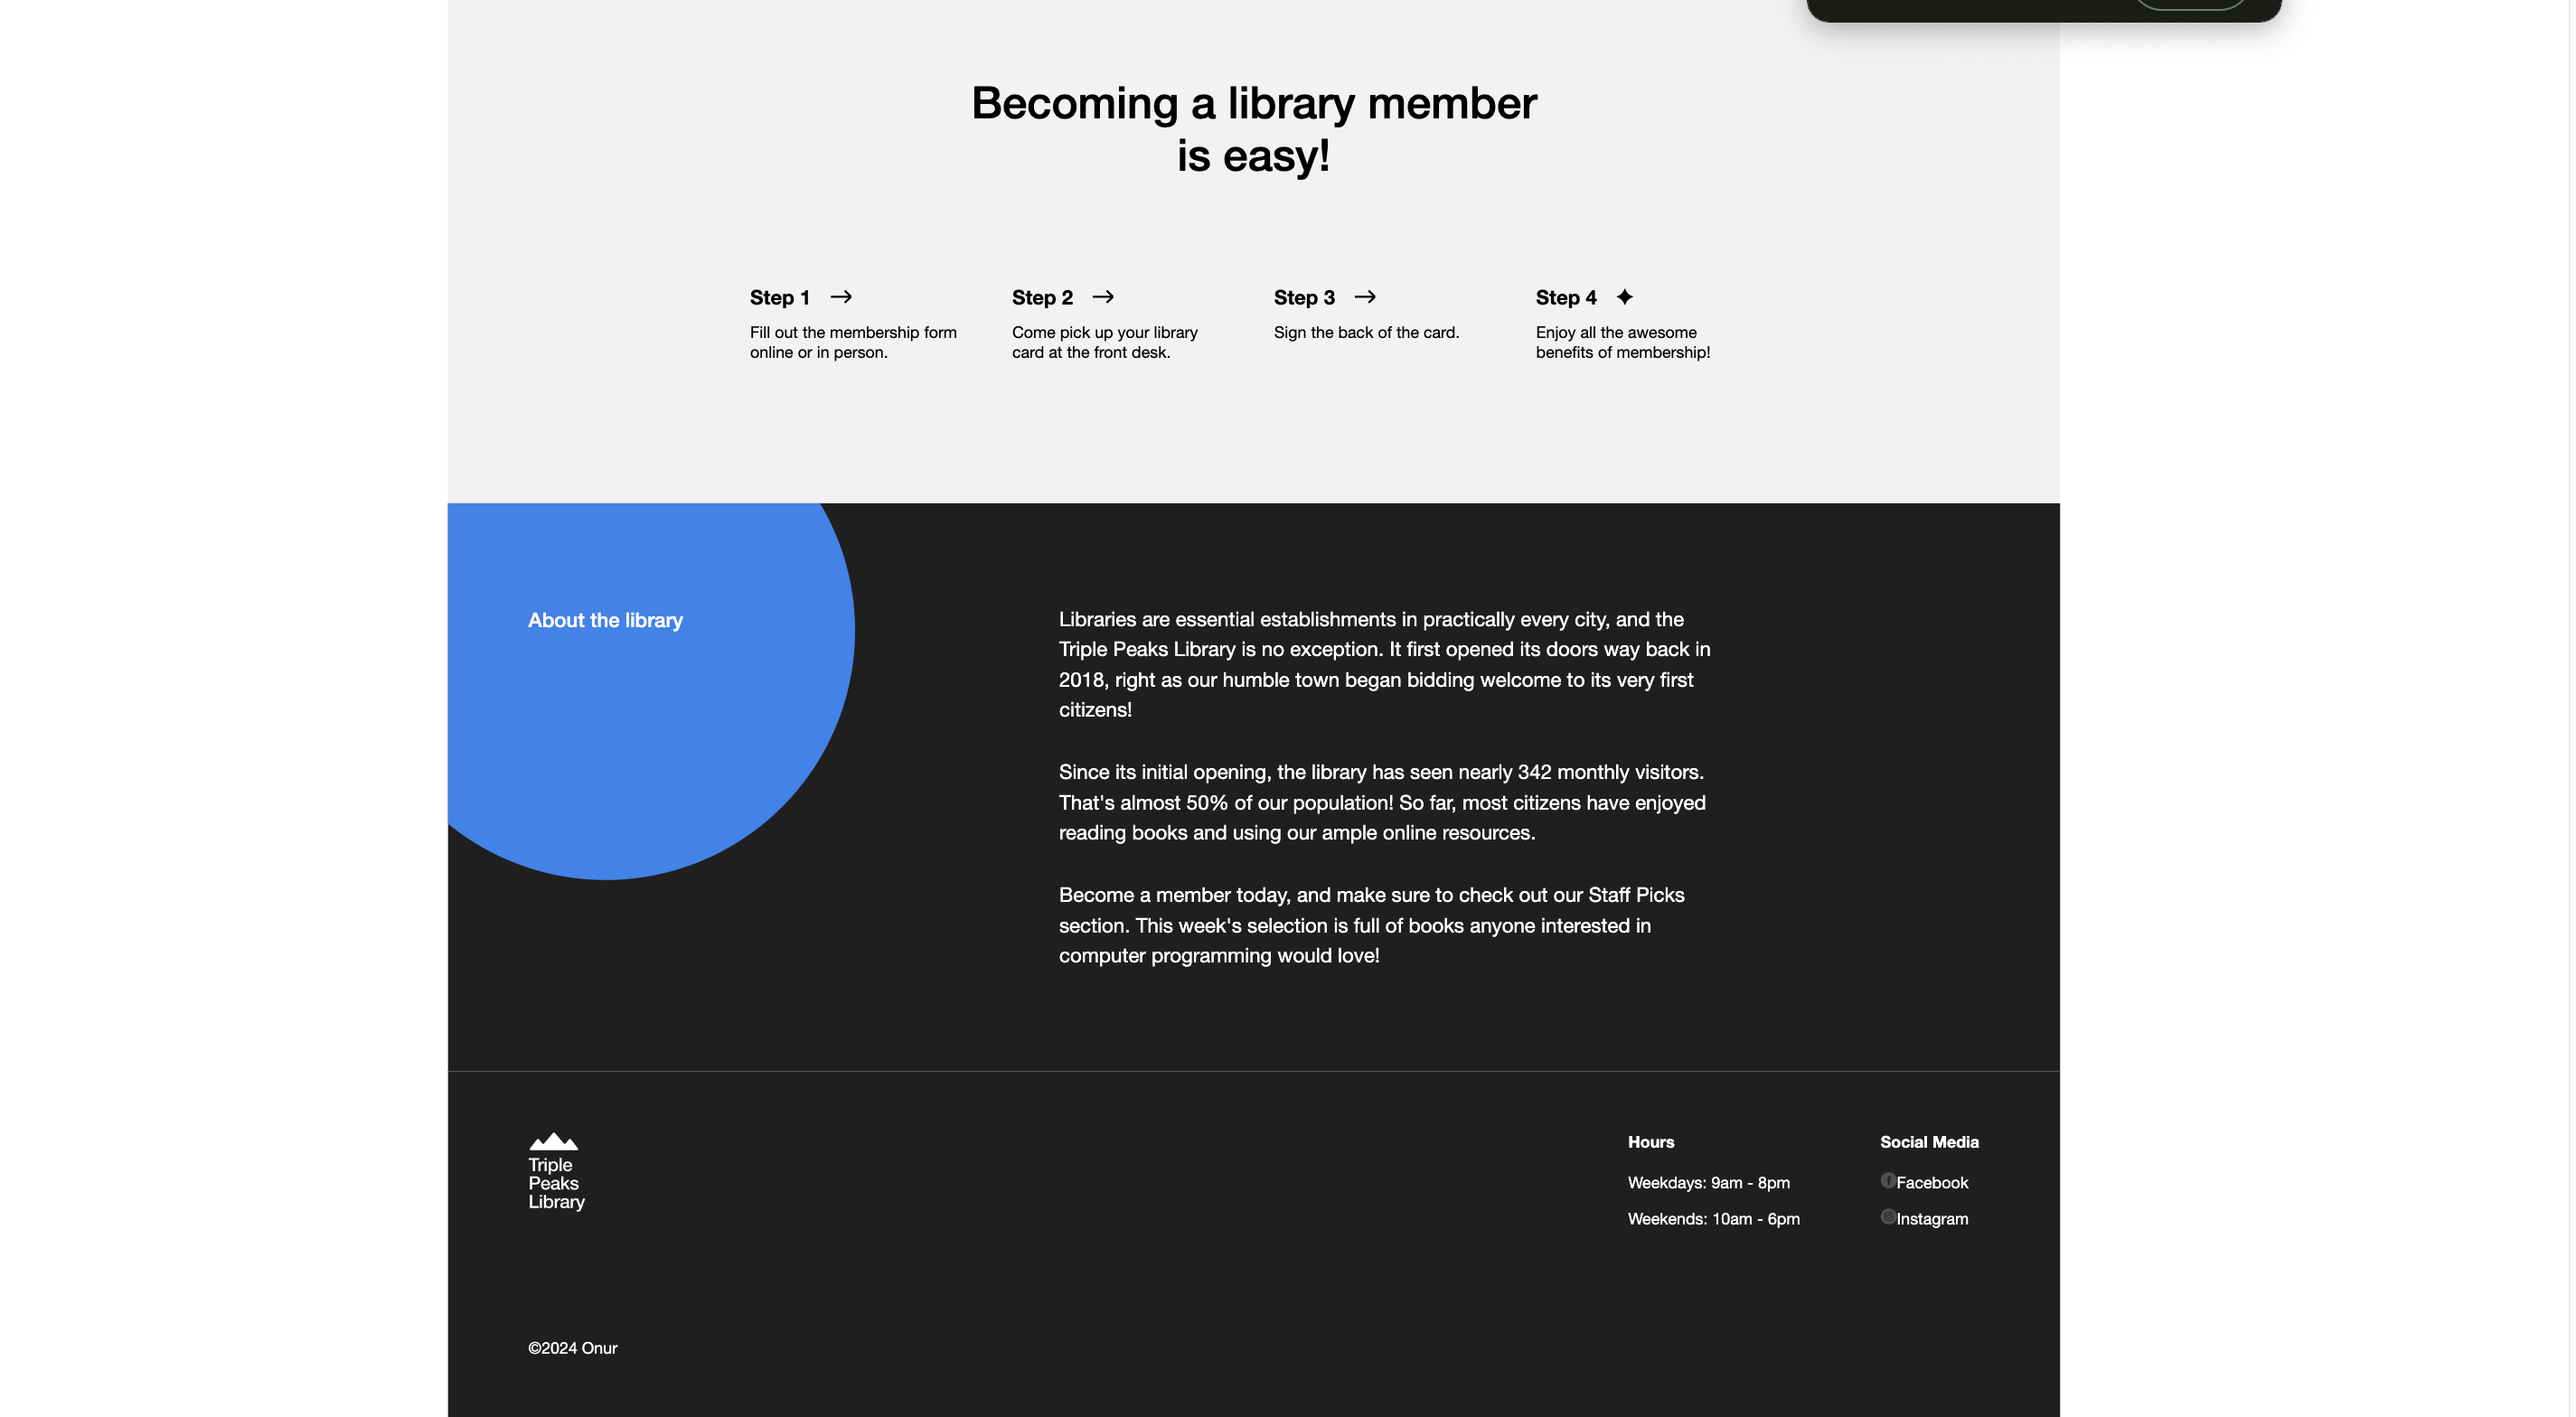 Becoming a library member
is easy!
Step 1 →
Fill out the membership form
online or in person.
Step 2 →
Come pick up your library
card at the front desk.
Step 3 →
Sign the back of the card.
Step 4 ✦
Enjoy all the awesome
benefits of membership!
About the library
Libraries are essential establishments in practically every city, and the
Triple Peaks Library is no exception. It first opened its doors way back in
2018, right as our humble town began bidding welcome to its very first
citizens!
Since its initial opening, the library has seen nearly 342 monthly visitors.
That's almost 50% of our population! So far, most citizens have enjoyed
reading books and using our ample online resources.
Become a member today, and make sure to check out our Staff Picks
section. This week's selection is full of books anyone interested in
computer programming would love!
Triple
Peaks
Library
Hours
Weekdays: 9am - 8pm
Weekends: 10am - 6pm
Social Media
Facebook
Instagram
©2024 Onur